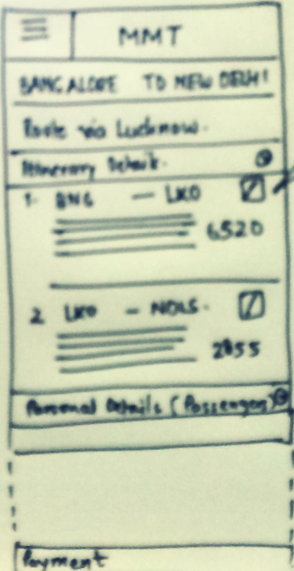 MMT
BANGALORE TO NEW DELHI
Route via Lucknow.
Itinerary Details.
1. BNG — LKO
6520
2 LKO — NDLS.
2855
Personal Details (Passenger)
Payment